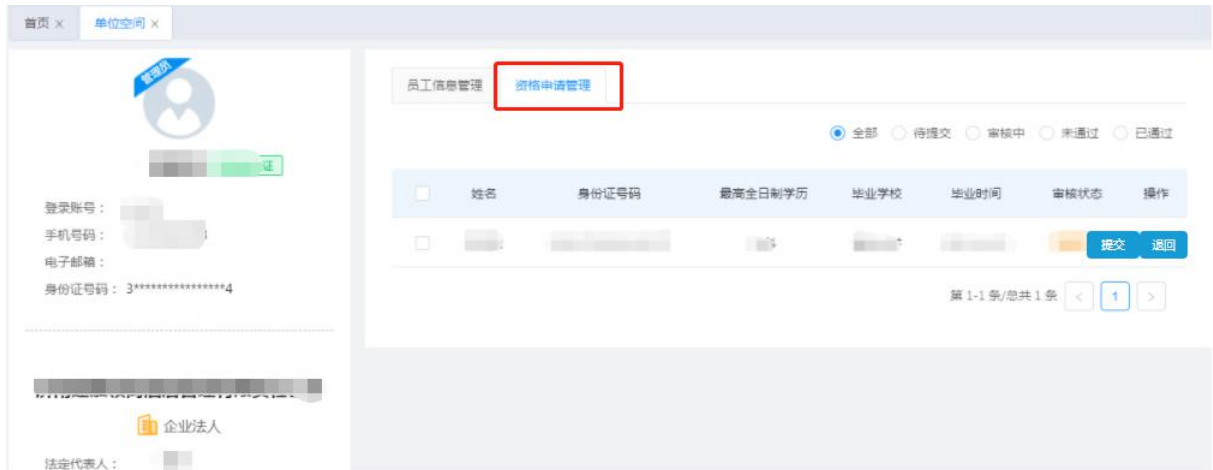 首页 × 单位空间 ×
管理员
员工信息管理 资格申请管理
全部 待提交 审核中 未通过 已通过
证
姓名 身份证号码 最高全日制学历 毕业学校 毕业时间 审核状态 操作
登录账号：
手机号码：
提交 退回
电子邮箱：
身份证号码： 3****************4
第 1-1 条/总共 1 条 < 1 >
企业法人
法定代表人：